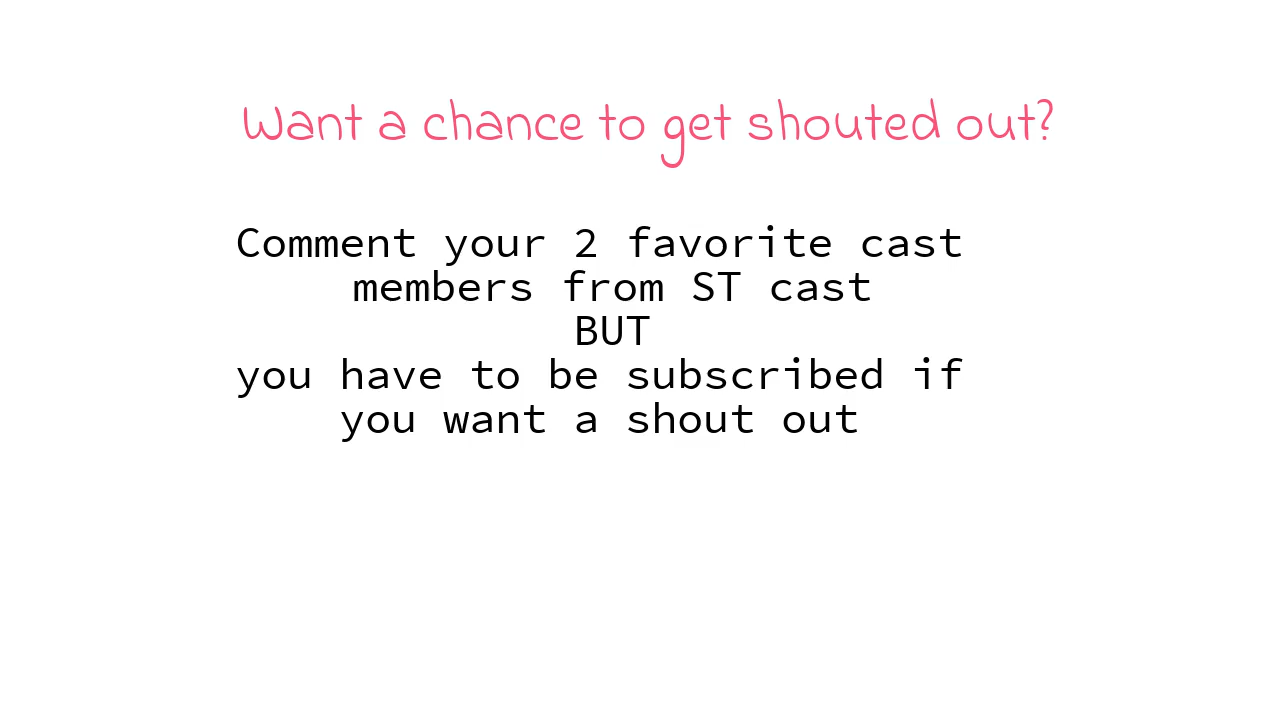 Want a chance to get shouted out?
Comment your 2 favorite cast
members from ST cast
BUT
you have to be subscribed if
you want a shout out